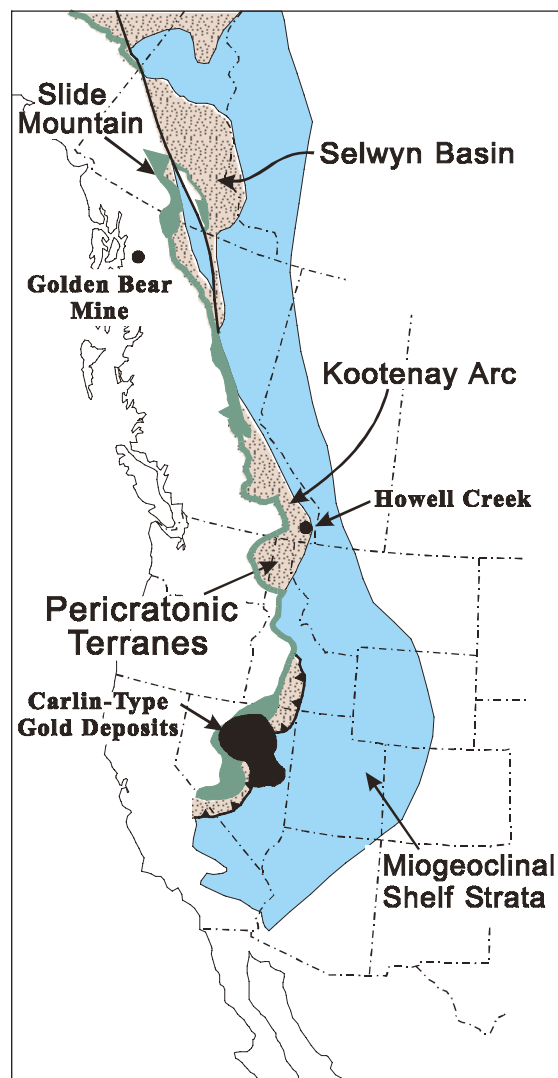 Slide
Mountain
Selwyn Basin
Golden Bear
Mine
Kootenay Arc
Howell Creek
Pericratonic
Terranes
Carlin-Type
Gold Deposits
Miogeoclinal
Shelf Strata